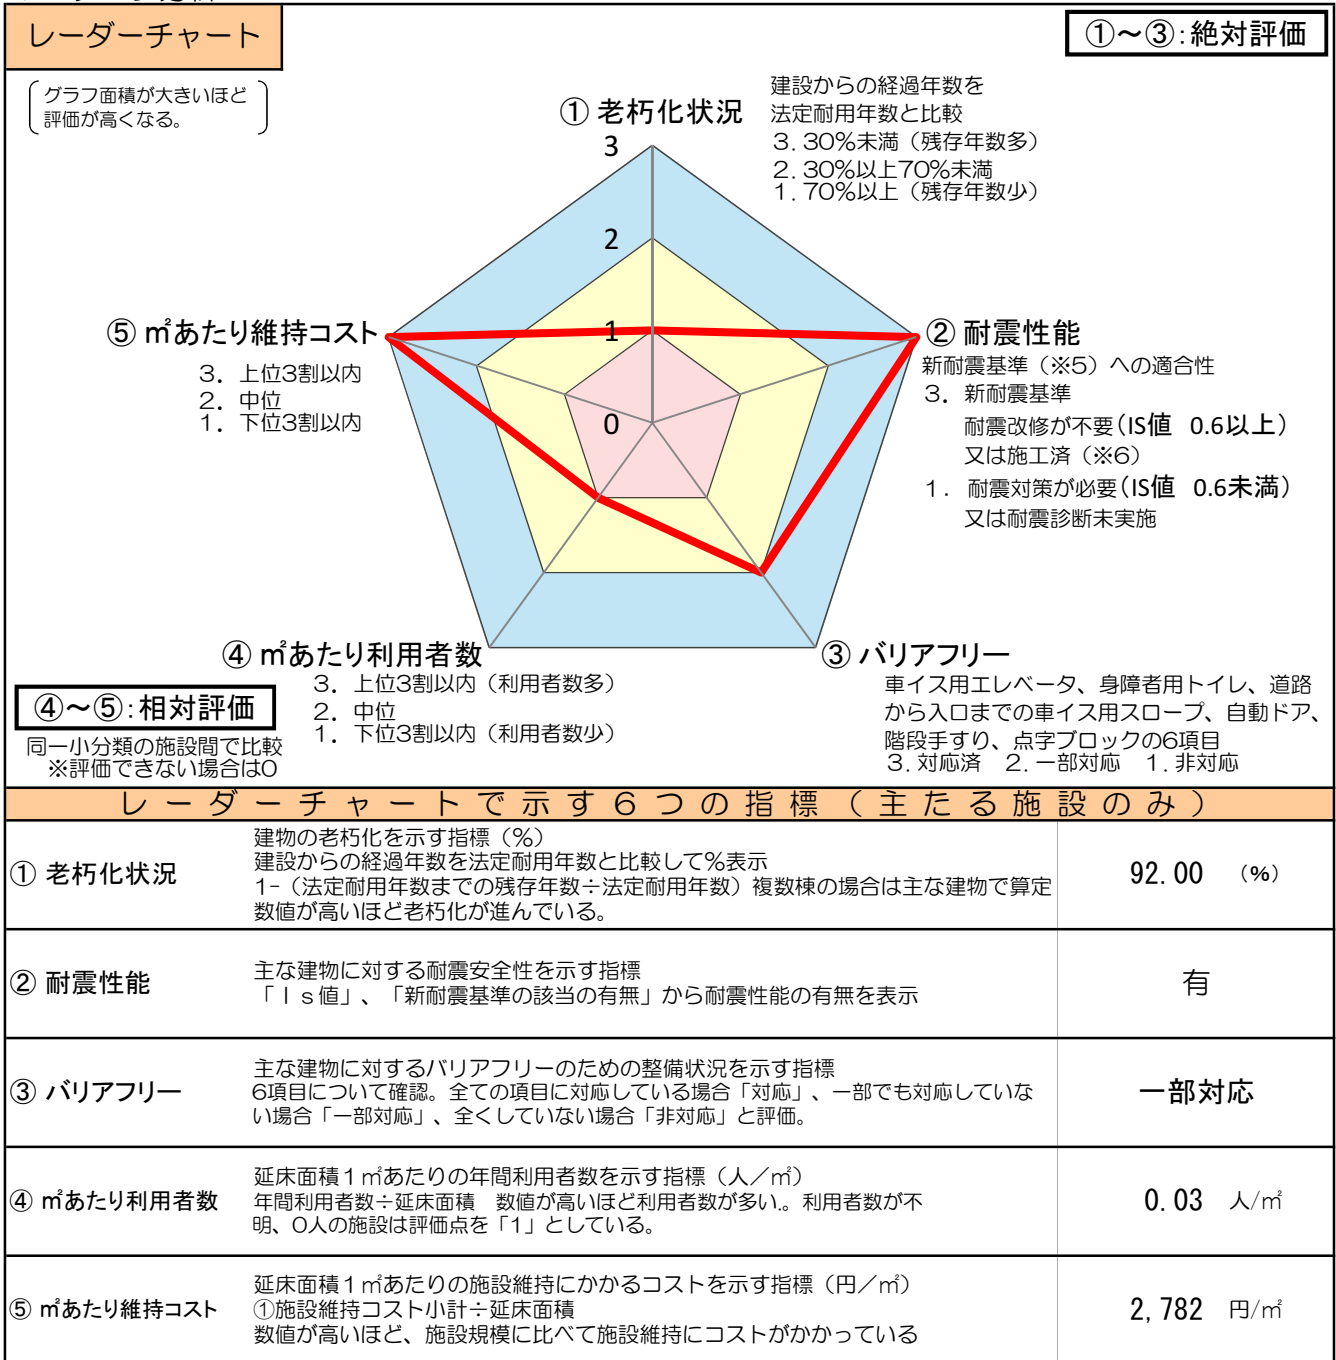 レーダーチャート
①～③:絶対評価
グラフ面積が大きいほど
評価が高くなる。
① 老朽化状況
建設からの経過年数を
法定耐用年数と比較
3. 30%未満（残存年数多）
2. 30%以上70%未満
1. 70%以上（残存年数少）
3
2
1
0
② 耐震性能
新耐震基準（※5）への適合性
3. 新耐震基準
耐震改修が不要(IS値 0.6以上)
又は施工済（※6）
1. 耐震対策が必要(IS値 0.6未満)
又は耐震診断未実施
⑤ ㎡あたり維持コスト
3. 上位3割以内
2. 中位
1. 下位3割以内
③ バリアフリー
車イス用エレベータ、身障者用トイレ、道路
から入口までの車イス用スロープ、自動ドア、
階段手すり、点字ブロックの6項目
3. 対応済 2. 一部対応 1. 非対応
④ ㎡あたり利用者数
3. 上位3割以内（利用者数多）
2. 中位
1. 下位3割以内（利用者数少）
④～⑤:相対評価
同一小分類の施設間で比較
※評価できない場合は0
レーダーチャートで示す６つの指標（主たる施設のみ）
① 老朽化状況
建物の老朽化を示す指標（%）
建設からの経過年数を法定耐用年数と比較して%表示
1-（法定耐用年数までの残存年数÷法定耐用年数）複数棟の場合は主な建物で算定
数値が高いほど老朽化が進んでいる。
92.00 （%）
② 耐震性能
主な建物に対する耐震安全性を示す指標
「Ｉｓ値」、「新耐震基準の該当の有無」から耐震性能の有無を表示
有
③ バリアフリー
主な建物に対するバリアフリーのための整備状況を示す指標
6項目について確認。全ての項目に対応している場合「対応」、一部でも対応していな
い場合「一部対応」、全くしていない場合「非対応」と評価。
一部対応
④ ㎡あたり利用者数
延床面積１㎡あたりの年間利用者数を示す指標（人／㎡）
年間利用者数÷延床面積 数値が高いほど利用者数が多い。利用者数が不
明、0人の施設は評価点を「1」としている。
0.03 人/㎡
⑤ ㎡あたり維持コスト
延床面積１㎡あたりの施設維持にかかるコストを示す指標（円／㎡）
①施設維持コスト小計÷延床面積
数値が高いほど、施設規模に比べて施設維持にコストがかかっている
2,782 円/㎡